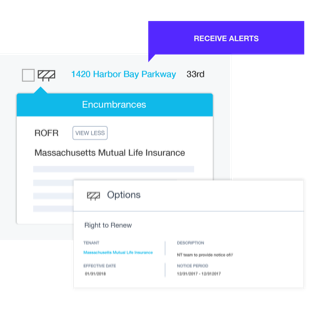 RECEIVE ALERTS
1420 Harbor Bay Parkway 33rd
Encumbrances
ROFR VIEW LESS
Massachusetts Mutual Life Insurance
Options
Right to Renew
TENANT DESCRIPTION
Massachusetts Mutual Life Insurance RT team to provide notice of?
EFFECTIVE DATE NOTICE PERIOD
01/01/2018 12/01/2017 - 12/01/2017